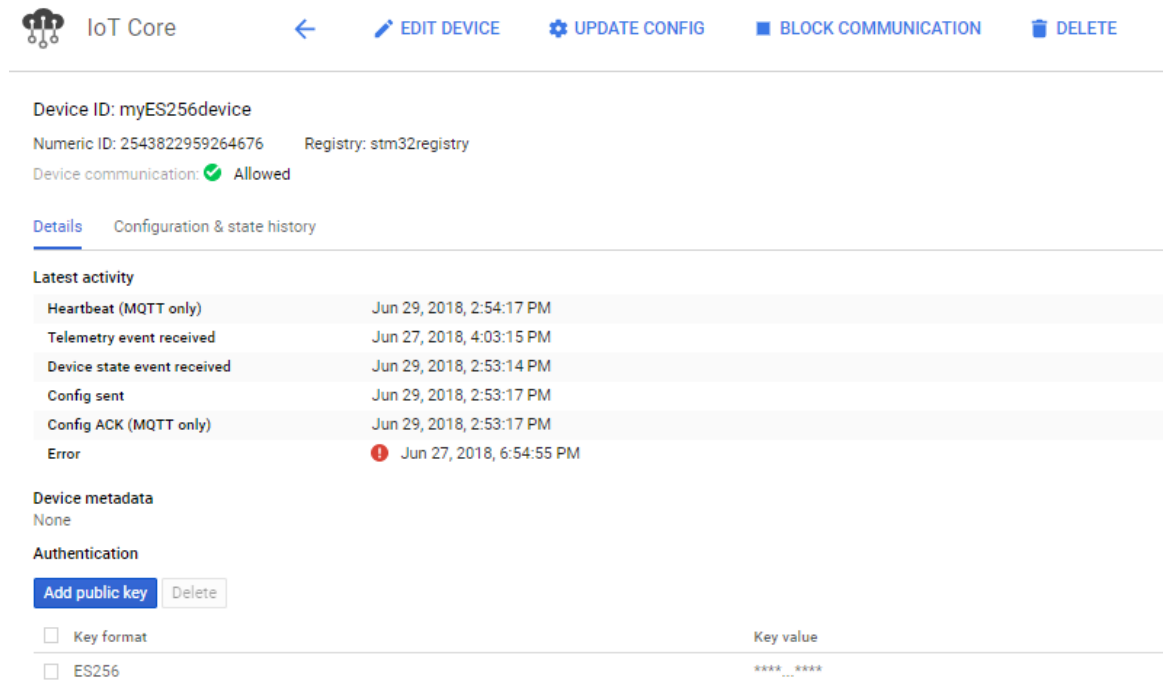 IoT Core EDIT DEVICE UPDATE CONFIG BLOCK COMMUNICATION DELETE
Device ID: myES256device
Numeric ID: 2543822959264676 Registry: stm32registry
Device communication: Allowed
Details Configuration & state history
Latest activity
Heartbeat (MQTT only) Jun 29, 2018, 2:54:17 PM
Telemetry event received Jun 27, 2018, 4:03:15 PM
Device state event received Jun 29, 2018, 2:53:14 PM
Config sent Jun 29, 2018, 2:53:17 PM
Config ACK (MQTT only) Jun 29, 2018, 2:53:17 PM
Error Jun 27, 2018, 6:54:55 PM
Device metadata
None
Authentication
Add public key Delete
Key format Key value
ES256 ****...****